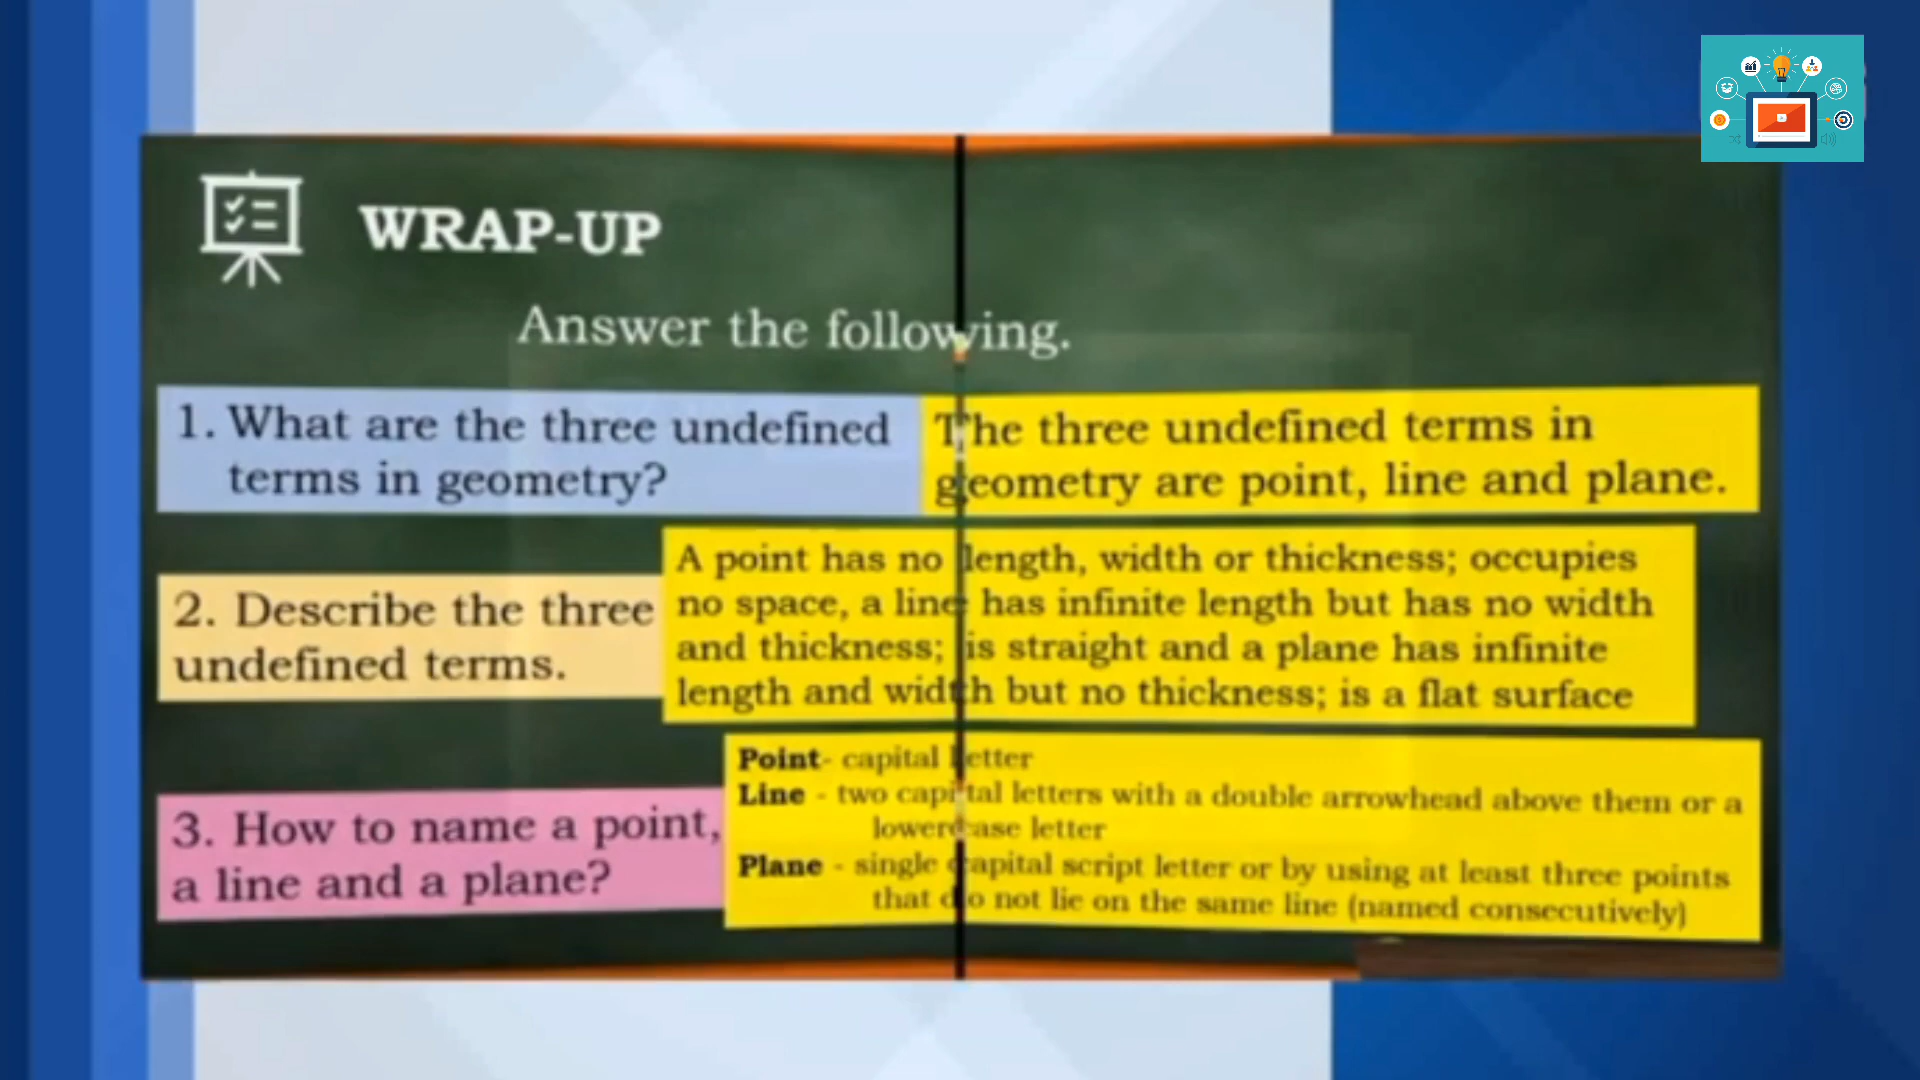 WRAP-UP
Answer the following.
1. What are the three undefined
terms in geometry?
The three undefined terms in
geometry are point, line and plane.
2. Describe the three
undefined terms.
A point has no length, width or thickness; occupies
no space, a line has infinite length but has no width
and thickness; is straight and a plane has infinite
length and width but no thickness; is a flat surface
3. How to name a point,
a line and a plane?
Point- capital letter
Line - two capital letters with a double arrowhead above them or a
lowercase letter
Plane - single capital script letter or by using at least three points
that do not lie on the same line (named consecutively)